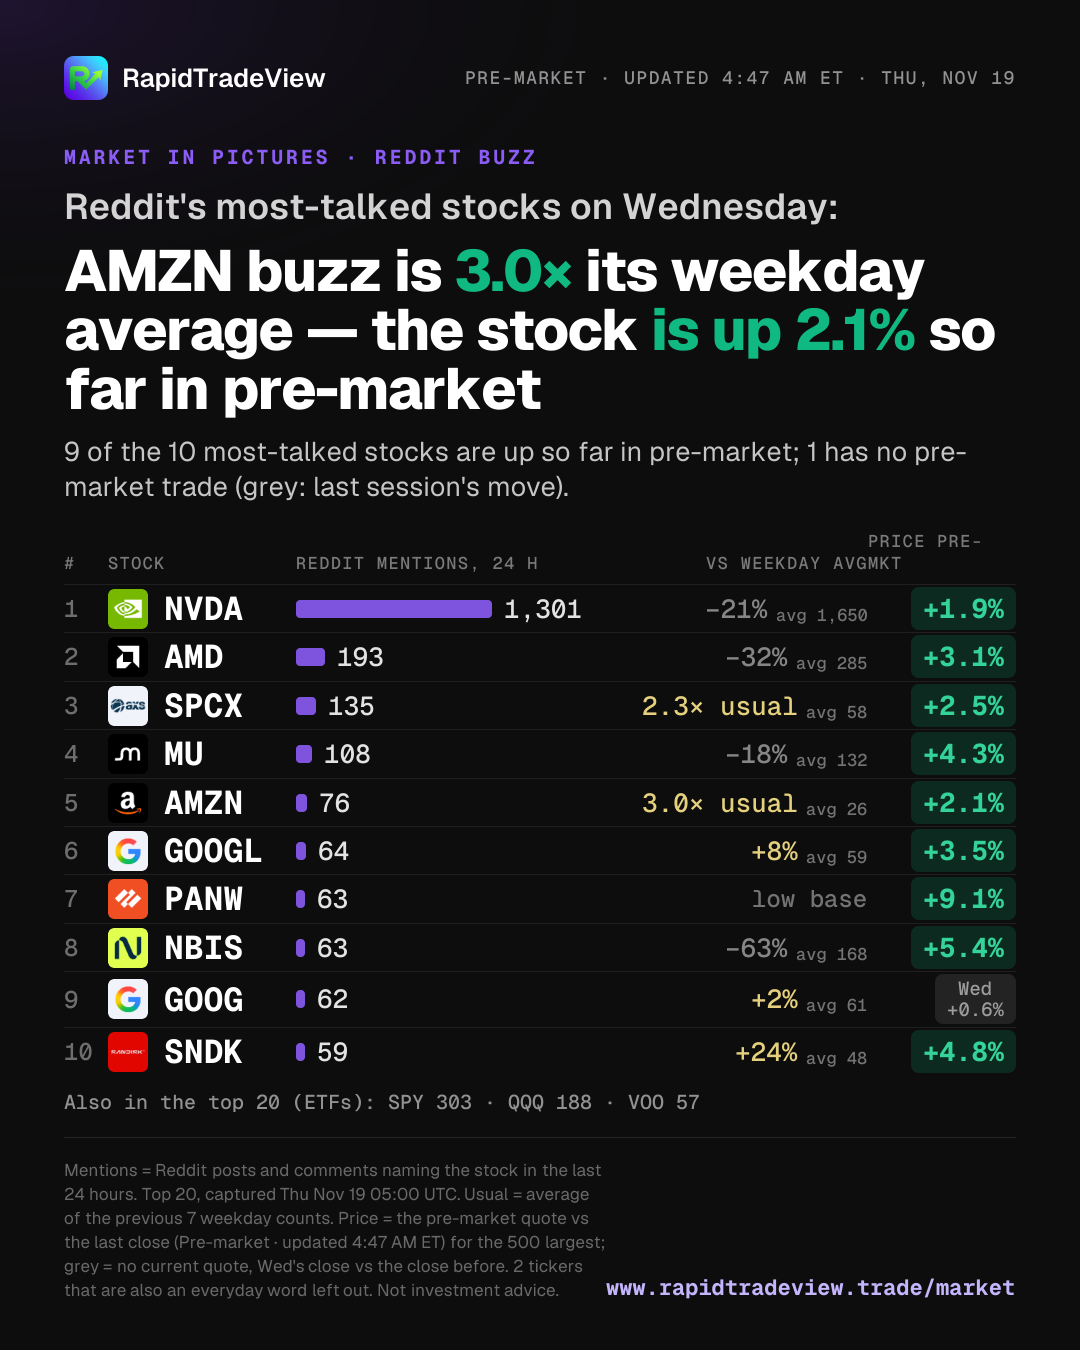 RapidTradeView
PRE-MARKET · UPDATED 4:47 AM ET · THU, NOV 19
MARKET IN PICTURES · REDDIT BUZZ
Reddit's most-talked stocks on Wednesday:
AMZN buzz is 3.0× its weekday
average — the stock is up 2.1% so
far in pre-market
9 of the 10 most-talked stocks are up so far in pre-market; 1 has no pre-
market trade (grey: last session's move).
# STOCK REDDIT MENTIONS, 24 H VS WEEKDAY AVG PRICE PRE-
MKT
1 NVDA 1,301 −21% avg 1,650 +1.9%
2 AMD 193 −32% avg 285 +3.1%
3 SPCX 135 2.3× usual avg 58 +2.5%
4 MU 108 −18% avg 132 +4.3%
5 AMZN 76 3.0× usual avg 26 +2.1%
6 GOOGL 64 +8% avg 59 +3.5%
7 PANW 63 low base +9.1%
8 NBIS 63 −63% avg 168 +5.4%
9 GOOG 62 +2% avg 61 Wed
+0.6%
10 SNDK 59 +24% avg 48 +4.8%
Also in the top 20 (ETFs): SPY 303 · QQQ 188 · VOO 57
Mentions = Reddit posts and comments naming the stock in the last
24 hours. Top 20, captured Thu Nov 19 05:00 UTC. Usual = average
of the previous 7 weekday counts. Price = the pre-market quote vs
the last close (Pre-market · updated 4:47 AM ET) for the 500 largest;
grey = no current quote, Wed's close vs the close before. 2 tickers
that are also an everyday word left out. Not investment advice.
www.rapidtradeview.trade/market